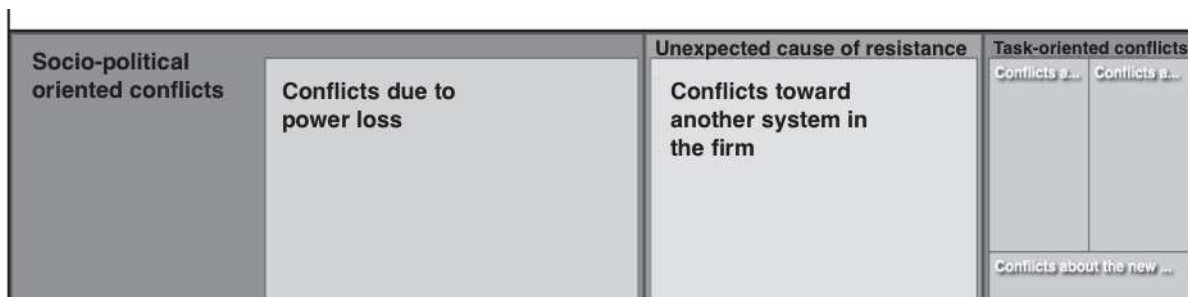 Socio-political
oriented conflicts
Conflicts due to
power loss
Unexpected cause of resistance
Conflicts toward
another system in
the firm
Task-oriented conflicts
Conflicts a...
Conflicts a...
Conflicts about the new ...